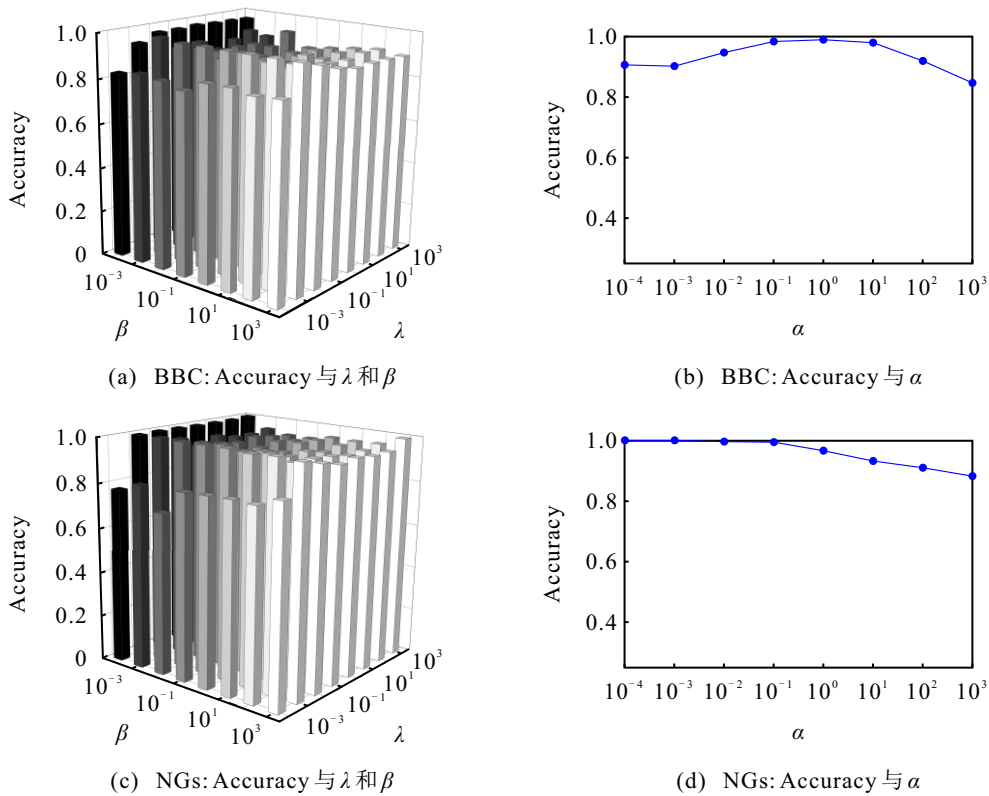 1.0
0.8
0.6
0.4
0.2
0
Accuracy
10⁻³
10⁻¹
10¹
10³
β
10⁻³
10⁻¹
10¹
10³
λ
(a) BBC: Accuracy 与 λ 和 β
1.0
0.8
0.6
0.4
Accuracy
10⁻⁴ 10⁻³ 10⁻² 10⁻¹ 10⁰ 10¹ 10² 10³
α
(b) BBC: Accuracy 与 α
1.0
0.8
0.6
0.4
0.2
0
Accuracy
10⁻³
10⁻¹
10¹
10³
β
10⁻³
10⁻¹
10¹
10³
λ
(c) NGs: Accuracy 与 λ 和 β
1.0
0.8
0.6
0.4
Accuracy
10⁻⁴ 10⁻³ 10⁻² 10⁻¹ 10⁰ 10¹ 10² 10³
α
(d) NGs: Accuracy 与 α